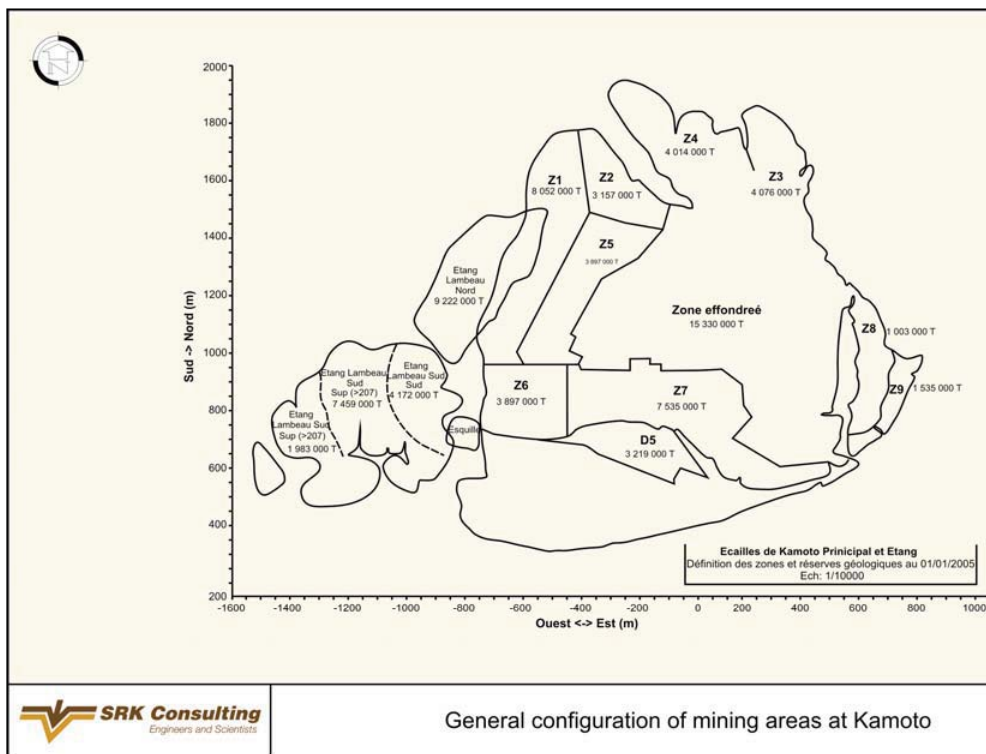 N
2000
1800
1600
1400
1200
1000
800
600
400
200
Sud -> Nord (m)
Z4
4 014 000 T
Z3
4 076 000 T
Z1
8 052 000 T
Z2
3 157 000 T
Z5
3 997 000 T
Etang
Lambeau
Nord
9 222 000 T
Zone effondreé
15 330 000 T
Z8
1 003 000 T
Z9
1 535 000 T
Etang Lambeau
Sud
Sup (>207)
7 459 000 T
Etang
Lambeau Sud
Sud
4 172 000 T
Etang
Lambeau Sud
Sup (>207)
1 983 000 T
Esquille
Z6
3 897 000 T
Z7
7 535 000 T
D5
3 219 000 T
Ecailles de Kamoto Prinicipal et Etang
Définition des zones et réserves géologiques au 01/01/2005
Ech: 1/10000
-1600 -1400 -1200 -1000 -800 -600 -400 -200 0 200 400 600 800 1000
Ouest <-> Est (m)
SRK Consulting
Engineers and Scientists
General configuration of mining areas at Kamoto